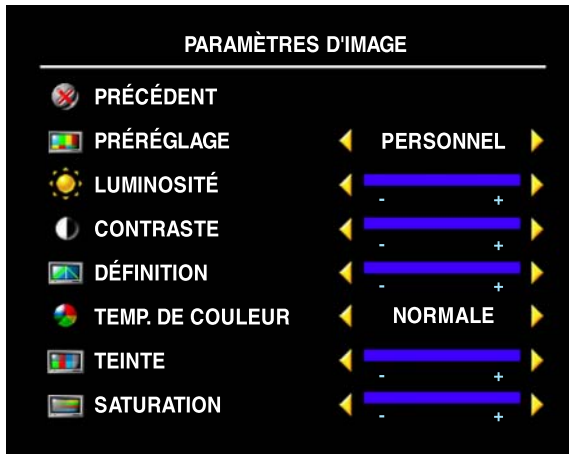 PARAMÈTRES D'IMAGE
PRÉCÉDENT
PRÉRÉGLAGE PERSONNEL
LUMINOSITÉ
- +
CONTRASTE
- +
DÉFINITION
- +
TEMP. DE COULEUR NORMALE
TEINTE
- +
SATURATION
- +